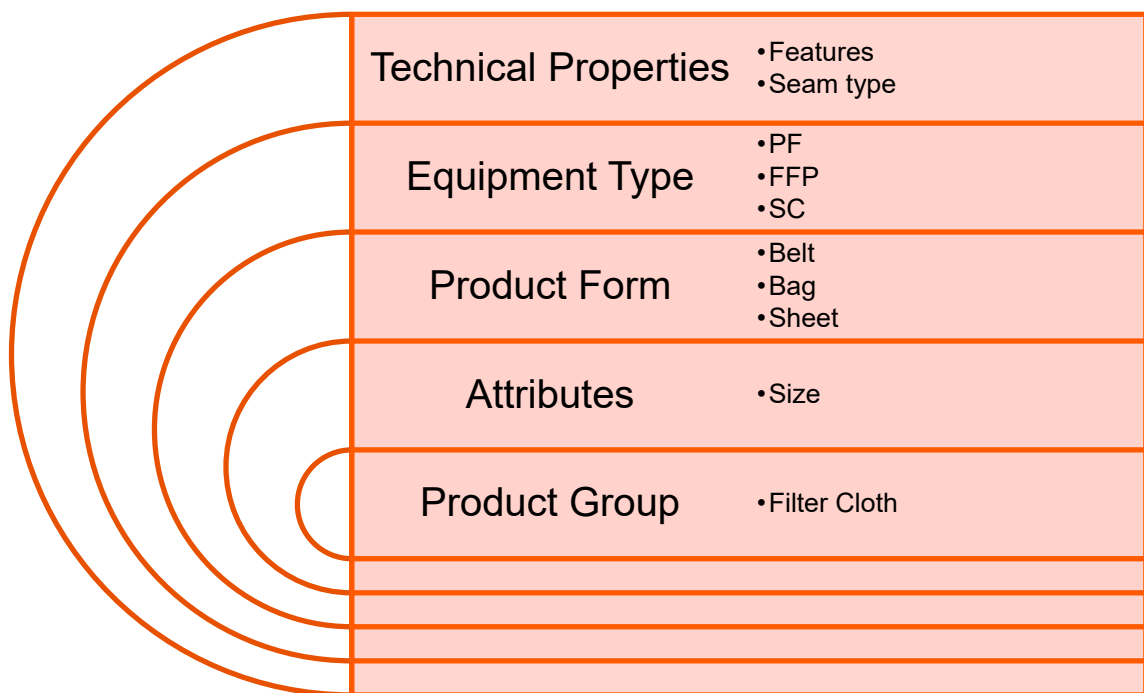 Technical Properties
•Features
•Seam type
Equipment Type
•PF
•FFP
•SC
Product Form
•Belt
•Bag
•Sheet
Attributes
•Size
Product Group
•Filter Cloth